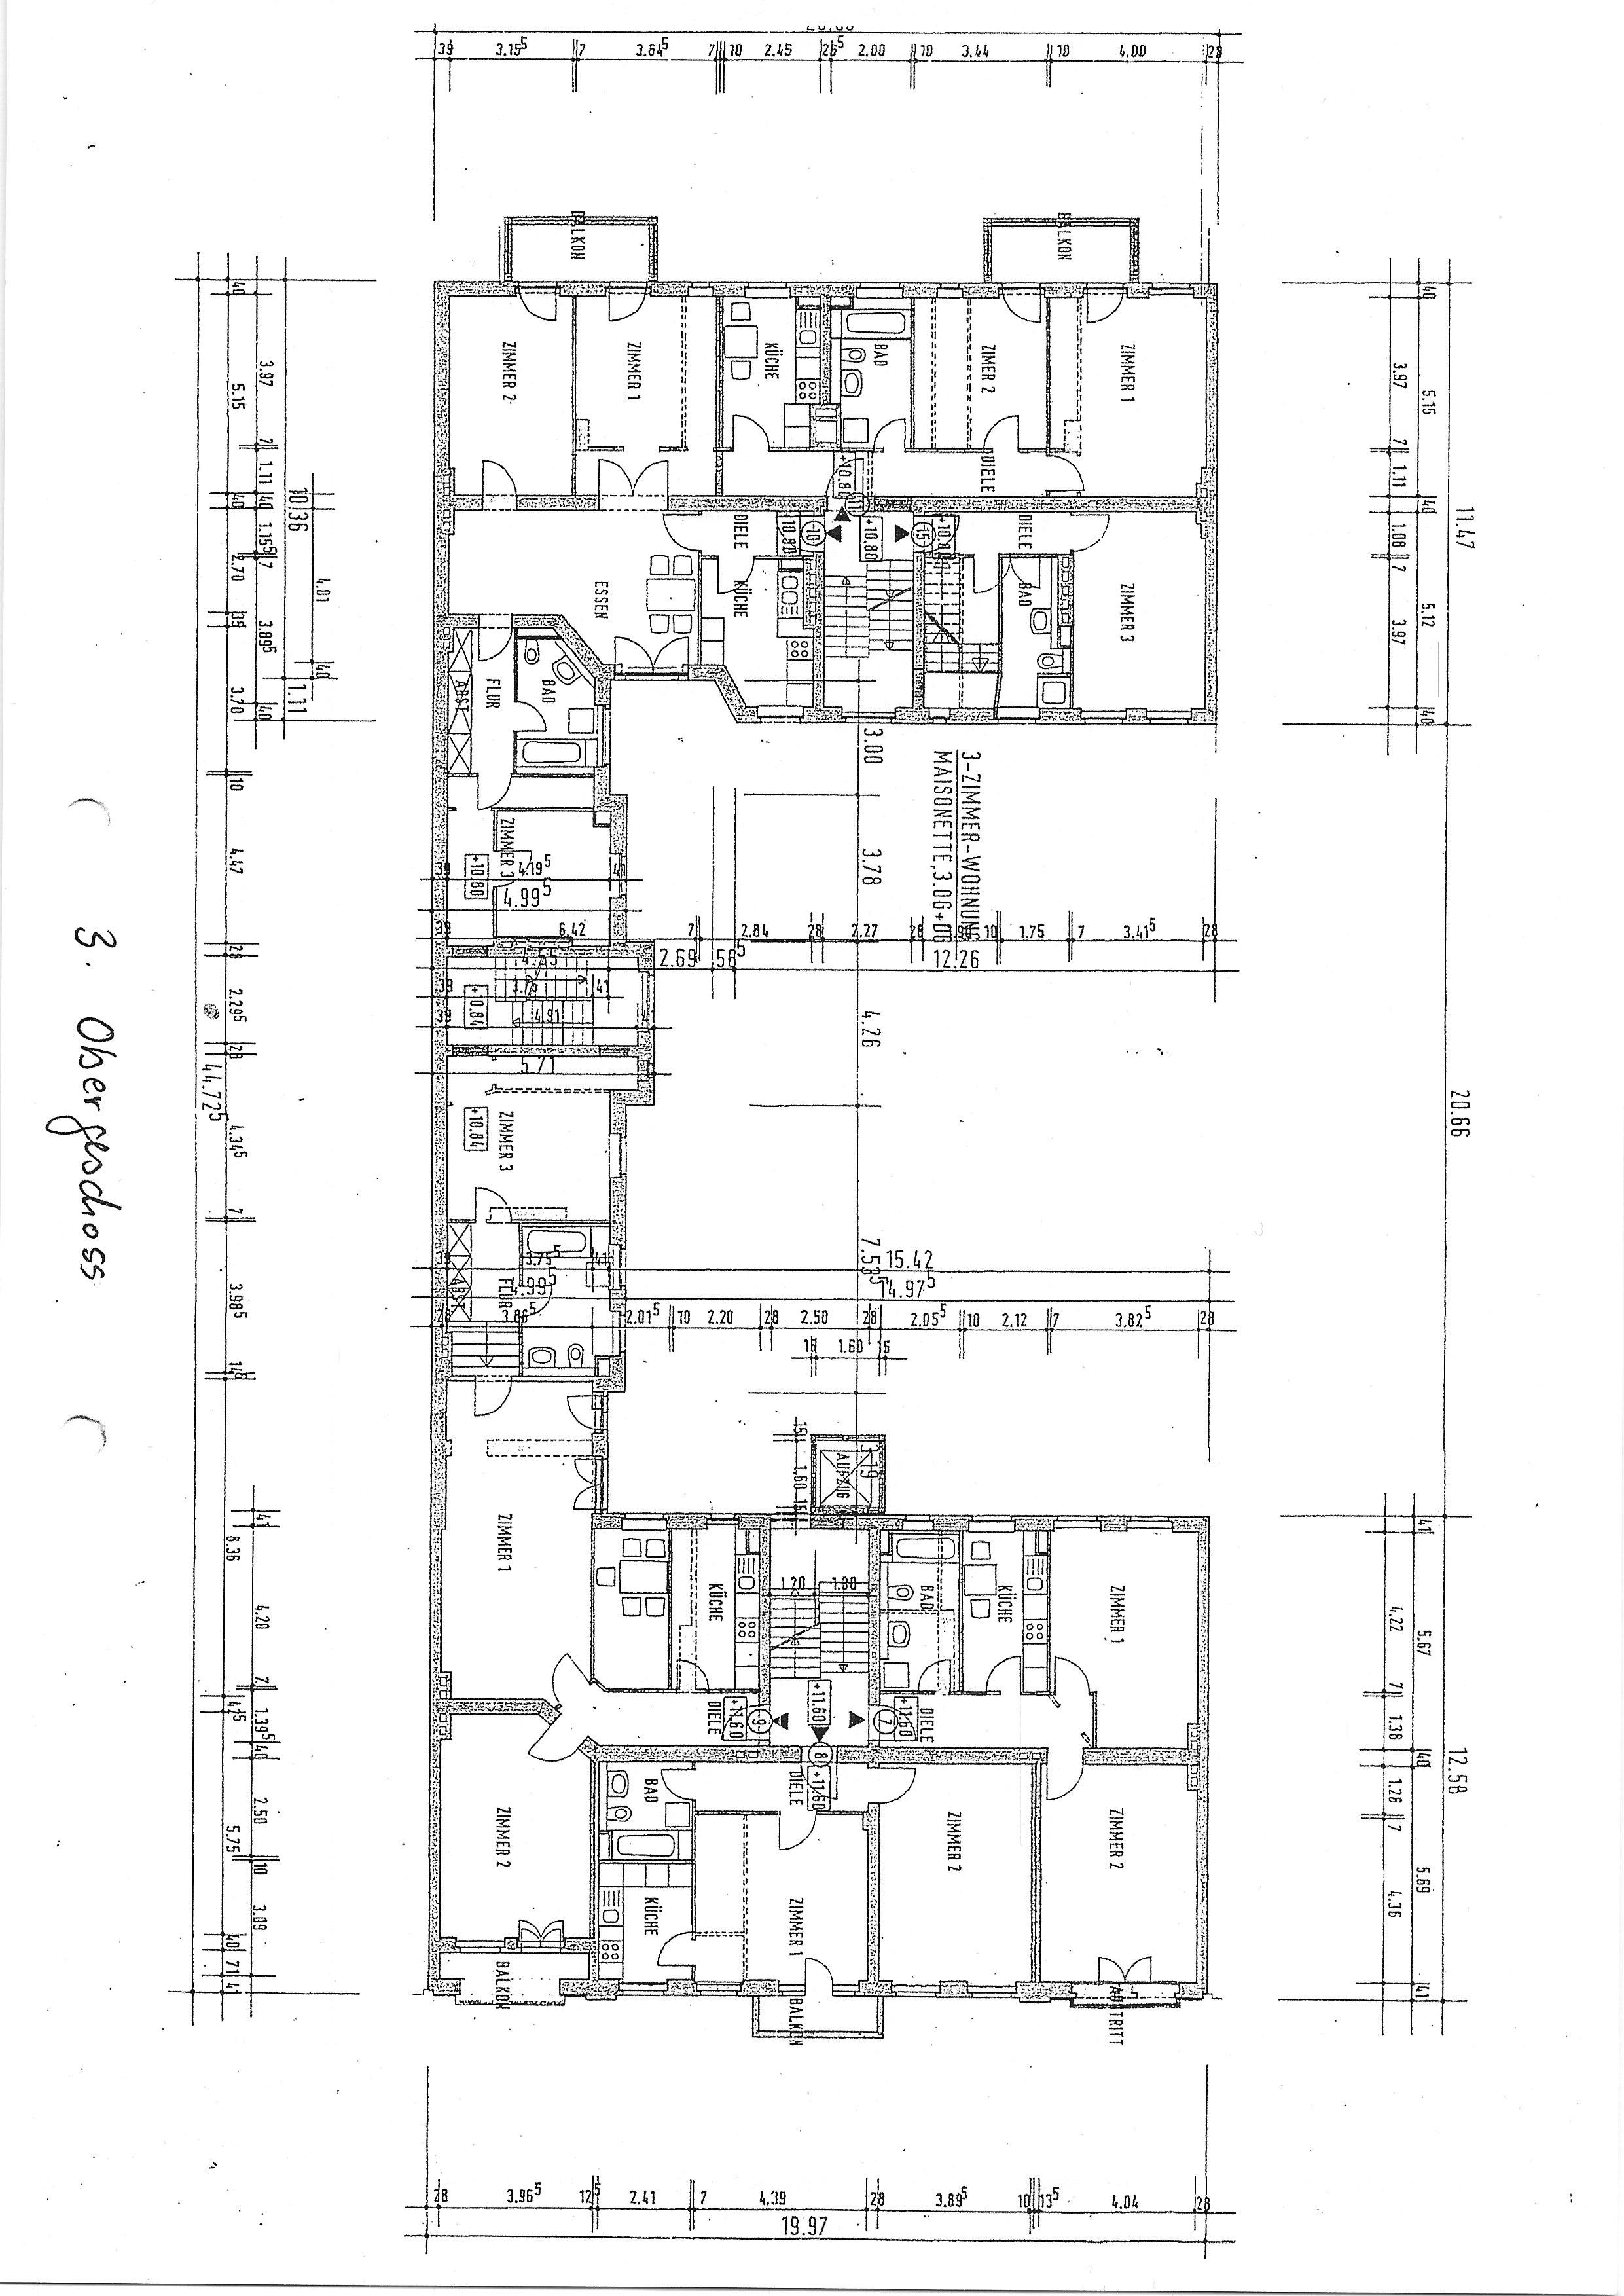 39 3.15⁵ 7 3.64⁵ 7 10 2.45 26⁵ 2.00 10 3.44 10 4.00 28
BALKON
BALKON
ZIMMER 2
ZIMMER 1
KÜCHE
BAD
ZIMMER 2
ZIMMER 1
DIELE
+10.80
11
DIELE
+10.80
10
+10.80
15
+10.80
DIELE
ESSEN
KÜCHE
BAD
ZIMMER 3
ABST
FLUR
BAD
3-ZIMMER-WOHNUNG
MAISONETTE,3.OG+DG
3.00
3.78
4.26
7.53⁵
ZIMMER 3
+10.80
39 4.19⁵ 41
4.99⁵
39 6.42 7 2.84 28 2.27 28 10 1.75 7 3.41⁵ 28
2.69 56⁵ 12.26
39 3.75 41
39 4.91
5.71
ZIMMER 3
+10.84
15.42
14.97⁵
3.75⁵
4.99⁵
FLUR
2.01⁵ 10 2.20 28 2.50 28 2.05⁵ 10 2.12 7 3.82⁵ 28
15 1.60 15
15 1.60 15
AUFZUG
ZIMMER 1
KÜCHE
1.20 1.30
BAD
KÜCHE
ZIMMER 1
DIELE
+11.60
9
+11.60
7
+11.60
DIELE
8
+11.60
DIELE
ZIMMER 2
BAD
KÜCHE
ZIMMER 1
ZIMMER 2
ZIMMER 2
BALKON
BALKON
AUSTRITT
28 3.96⁵ 12⁵ 2.41 7 4.39 28 3.89⁵ 10 13⁵ 4.04 28
19.97
40 3.97 7 1.11 40 1.08 7 3.97 40
5.15 40 5.12
11.47
20.66
41 4.22 7 1.38 40 1.26 7 4.36 41
5.67 5.69
12.58
4.01 40
10.36 1.11
3.97 7 1.11 40 1.15⁵ 7 3.89⁵ 40
40 5.15 40 2.70 39 3.70 10 4.47 28 2.29⁵ 28 4.34⁵ 7 3.98⁵ 14⁸ 8.36 42⁵ 5.75 40 71 41
41 4.20 7 1.39⁵ 40 2.50 10 3.09
44.72⁵
3. Obergeschoss